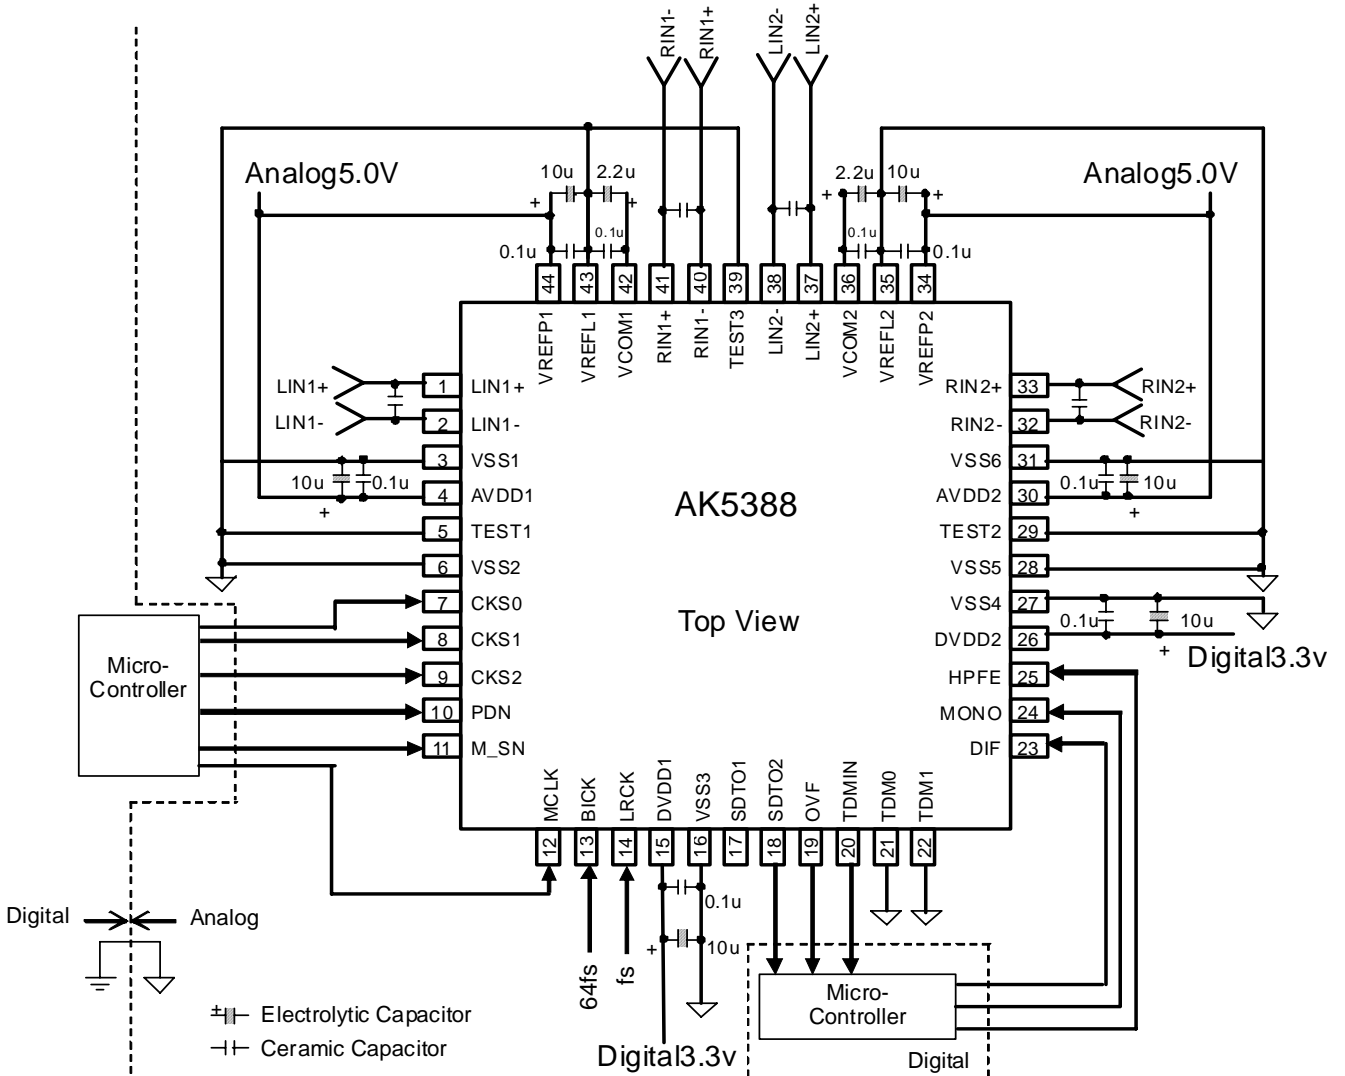 RIN1-
RIN1+
LIN2-
LIN2+
Analog5.0V
10u
2.2u
+
+
0.1u
0.1u
2.2u
10u
+
+
0.1u
0.1u
Analog5.0V
44
43
42
41
40
39
38
37
36
35
34
VREFP1
VREFL1
VCOM1
RIN1+
RIN1-
TEST3
LIN2-
LIN2+
VCOM2
VREFL2
VREFP2
LIN1+
1
LIN1+
LIN1-
2
LIN1-
3
VSS1
10u
0.1u
+
4
AVDD1
5
TEST1
6
VSS2
7
CKS0
8
CKS1
9
CKS2
10
PDN
11
M_SN
Micro-
Controller
AK5388
Top View
RIN2+
33
RIN2+
RIN2-
32
RIN2-
VSS6
31
0.1u
10u
+
AVDD2
30
TEST2
29
VSS5
28
VSS4
27
0.1u
10u
+
DVDD2
26
Digital3.3v
HPFE
25
MONO
24
DIF
23
MCLK
BICK
LRCK
DVDD1
VSS3
SDTO1
SDTO2
OVF
TDMIN
TDM0
TDM1
12
13
14
15
16
17
18
19
20
21
22
0.1u
+
10u
64fs
fs
Digital3.3v
Micro-
Controller
Digital
Digital
Analog
+
Electrolytic Capacitor
Ceramic Capacitor